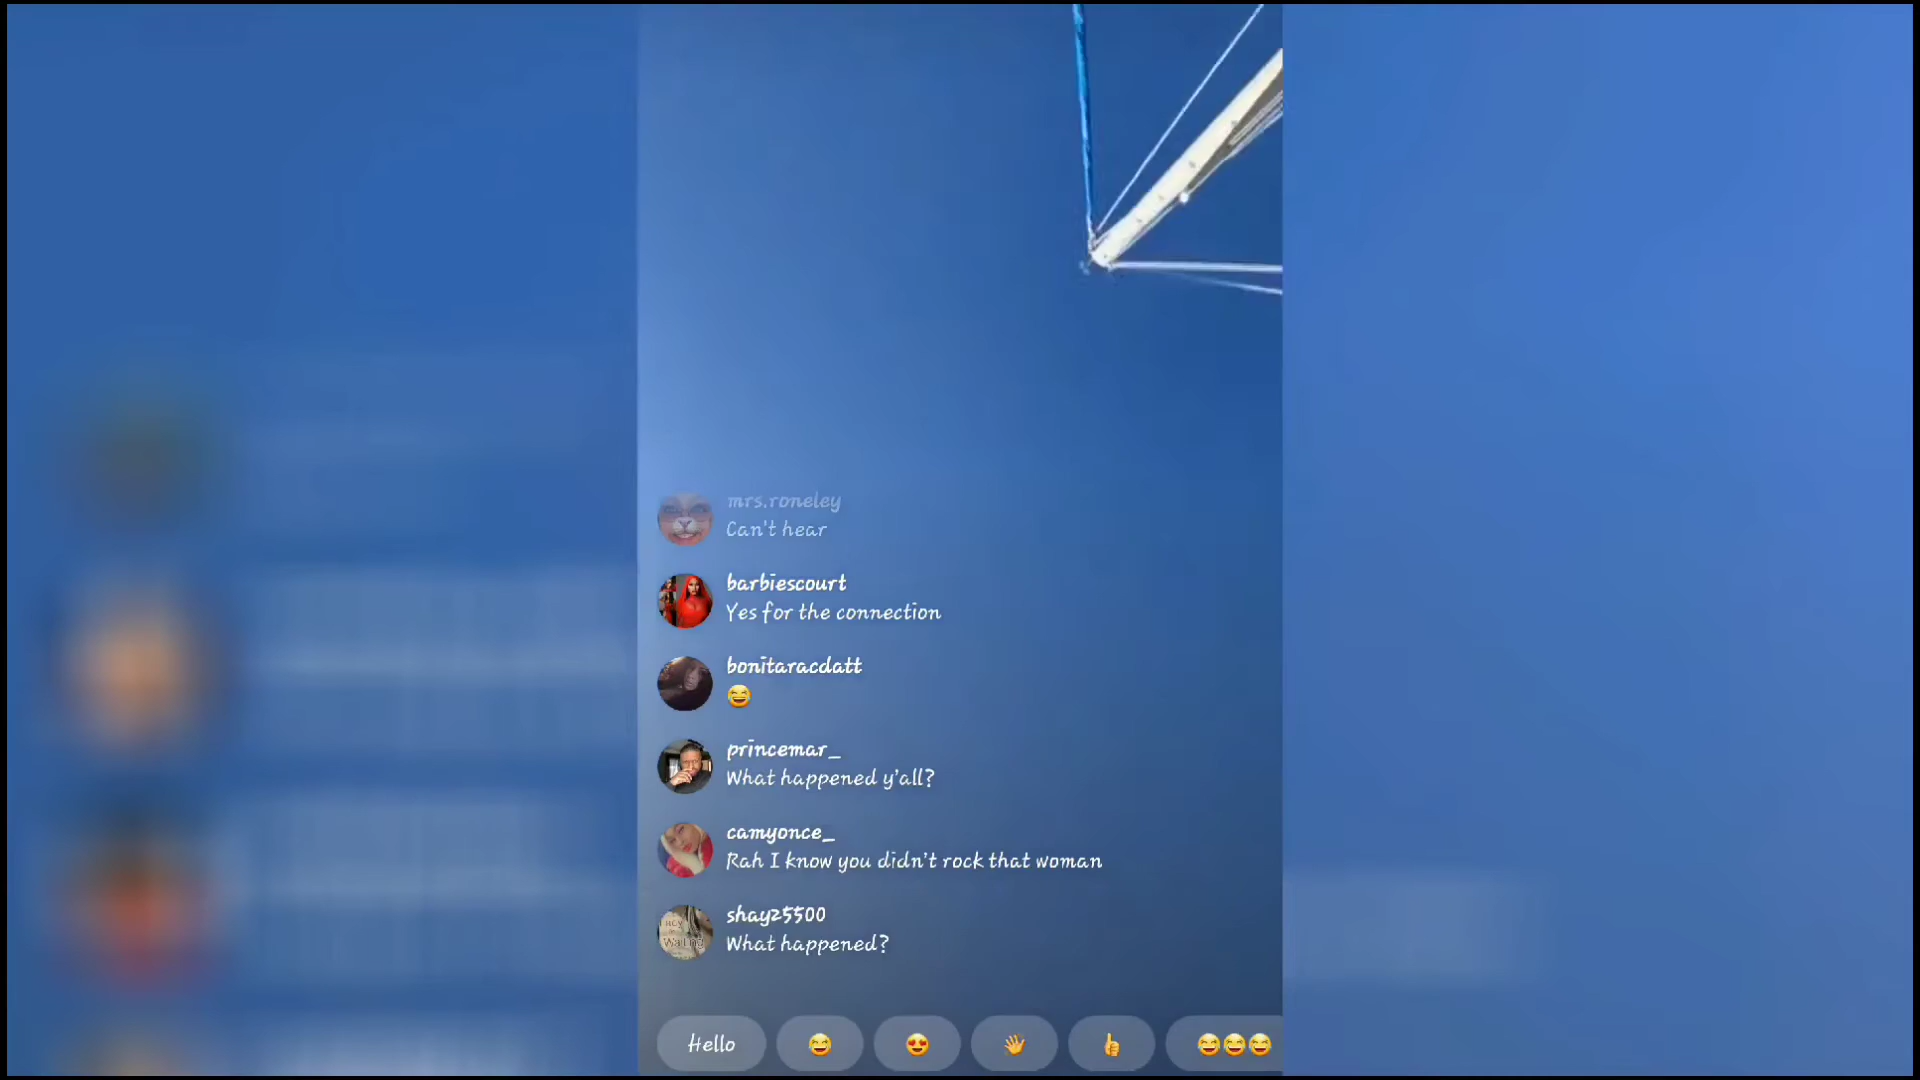 mrs.roneley
Can't hear
barbiescourt
Yes for the connection
bonitaracdatt
😂
princemar_
What happened y'all?
camyonce_
Rah I know you didn't rock that woman
shay25500
What happened?
Hello 😂 😍 👋 👍 😂😂😂